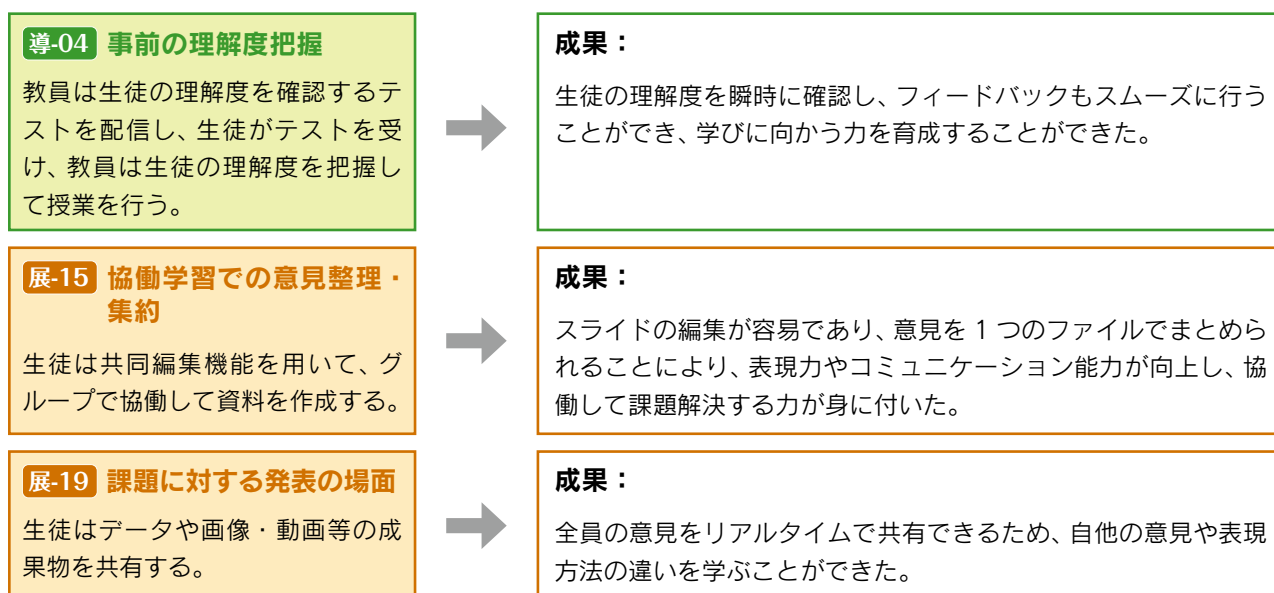 導-04 事前の理解度把握
教員は生徒の理解度を確認するテ
ストを配信し、生徒がテストを受
け、教員は生徒の理解度を把握し
て授業を行う。
成果：
生徒の理解度を瞬時に確認し、フィードバックもスムーズに行う
ことができ、学びに向かう力を育成することができた。
展-15 協働学習での意見整理・
集約
生徒は共同編集機能を用いて、グ
ループで協働して資料を作成する。
成果：
スライドの編集が容易であり、意見を 1 つのファイルでまとめら
れることにより、表現力やコミュニケーション能力が向上し、協
働して課題解決する力が身に付いた。
展-19 課題に対する発表の場面
生徒はデータや画像・動画等の成
果物を共有する。
成果：
全員の意見をリアルタイムで共有できるため、自他の意見や表現
方法の違いを学ぶことができた。